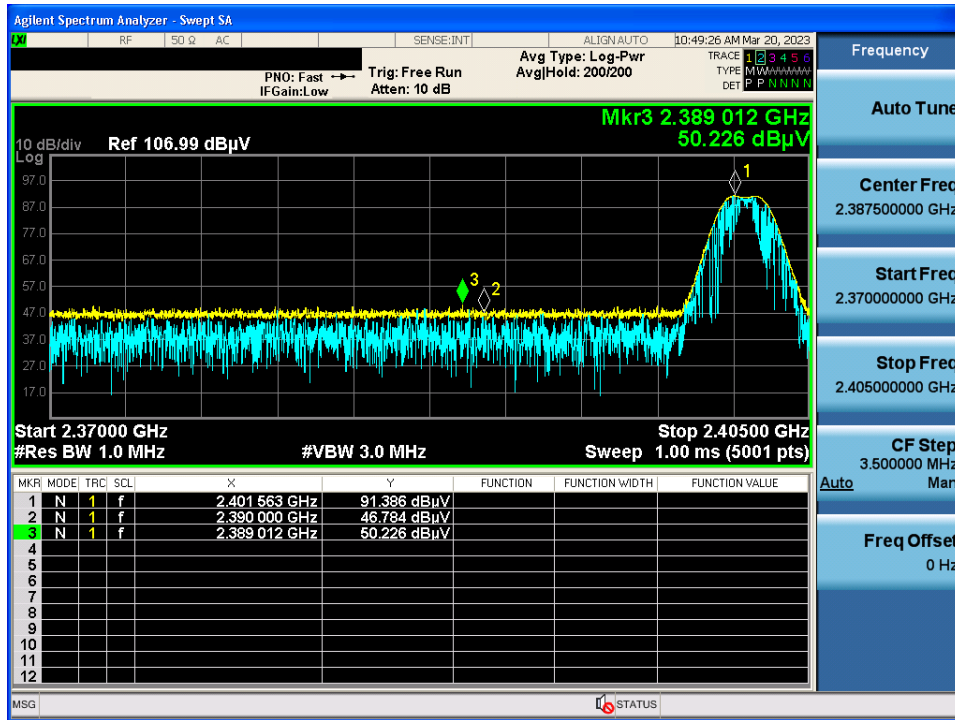 Agilent Spectrum Analyzer - Swept SA
LXI RF 50 Ω AC SENSE:INT ALIGN AUTO 10:49:26 AM Mar 20, 2023
Frequency
PNO: Fast
IFGain:Low
Trig: Free Run
Atten: 10 dB
Avg Type: Log-Pwr
Avg|Hold: 200/200
TRACE 1 2 3 4 5 6
TYPE M W W W W W
DET P P N N N N
Auto Tune
Mkr3 2.389 012 GHz
50.226 dBµV
10 dB/div
Log
Ref 106.99 dBµV
97.0
87.0
77.0
67.0
57.0
47.0
37.0
27.0
17.0
1
3
2
Start 2.37000 GHz
Stop 2.40500 GHz
#Res BW 1.0 MHz
#VBW 3.0 MHz
Sweep 1.00 ms (5001 pts)
Center Freq
2.387500000 GHz
Start Freq
2.370000000 GHz
Stop Freq
2.405000000 GHz
CF Step
3.500000 MHz
Auto Man
Freq Offset
0 Hz
MKR MODE TRC SCL X Y FUNCTION FUNCTION WIDTH FUNCTION VALUE
1 N 1 f 2.401 563 GHz 91.386 dBµV
2 N 1 f 2.390 000 GHz 46.784 dBµV
3 N 1 f 2.389 012 GHz 50.226 dBµV
4
5
6
7
8
9
10
11
12
MSG
STATUS